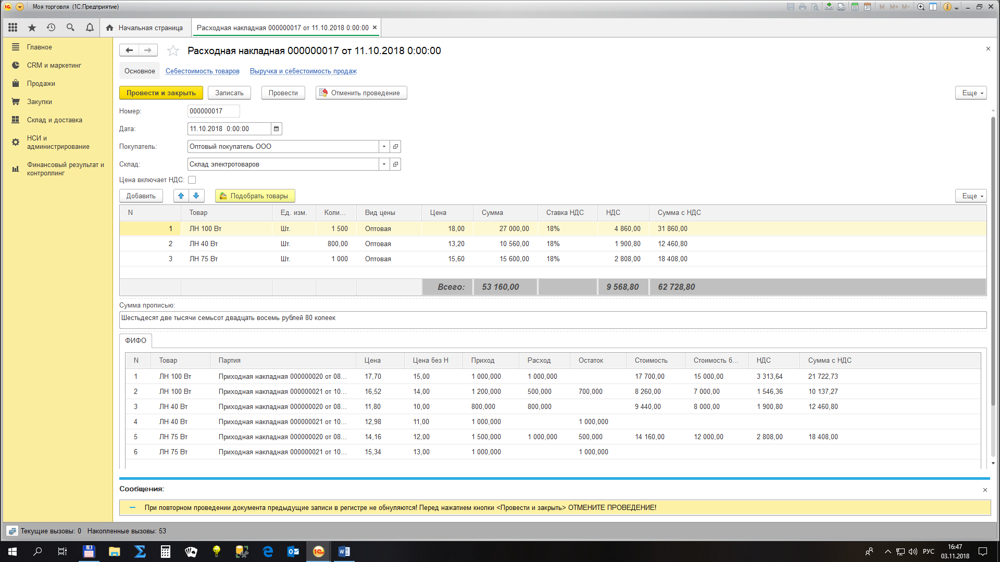 Моя торговля (1С:Предприятие)
M M+ M-
Начальная страница
Расходная накладная 000000017 от 11.10.2018 0:00:00
Главное
CRM и маркетинг
Продажи
Закупки
Склад и доставка
НСИ и
администрирование
Финансовый результат и
контроллинг
Расходная накладная 000000017 от 11.10.2018 0:00:00
Основное Себестоимость товаров Выручка и себестоимость продаж
Провести и закрыть Записать Провести Отменить проведение Еще
Номер: 000000017
Дата: 11.10.2018 0:00:00
Покупатель: Оптовый покупатель ООО
Склад: Склад электротоваров
Цена включает НДС:
Добавить Подобрать товары Еще
N Товар Ед. изм. Коли... Вид цены Цена Сумма Ставка НДС НДС Сумма с НДС
1 ЛН 100 Вт Шт. 1 500 Оптовая 18,00 27 000,00 18% 4 860,00 31 860,00
2 ЛН 40 Вт Шт. 800,00 Оптовая 13,20 10 560,00 18% 1 900,80 12 460,80
3 ЛН 75 Вт Шт. 1 000 Оптовая 15,60 15 600,00 18% 2 808,00 18 408,00
Всего: 53 160,00 9 568,80 62 728,80
Сумма прописью:
Шестьдесят две тысячи семьсот двадцать восемь рублей 80 копеек
ФИФО
N Товар Партия Цена Цена без Н Приход Расход Остаток Стоимость Стоимость б... НДС Сумма с НДС
1 ЛН 100 Вт Приходная накладная 000000020 от 08... 17,70 15,00 1 000,000 1 000,000 17 700,00 15 000,00 3 313,64 21 722,73
2 ЛН 100 Вт Приходная накладная 000000021 от 10... 16,52 14,00 1 200,000 500,000 700,000 8 260,00 7 000,00 1 546,36 10 137,27
3 ЛН 40 Вт Приходная накладная 000000020 от 08... 11,80 10,00 800,000 800,000 9 440,00 8 000,00 1 900,80 12 460,80
4 ЛН 40 Вт Приходная накладная 000000021 от 10... 12,98 11,00 1 000,000 1 000,000
5 ЛН 75 Вт Приходная накладная 000000020 от 08... 14,16 12,00 1 500,000 1 000,000 500,000 14 160,00 12 000,00 2 808,00 18 408,00
6 ЛН 75 Вт Приходная накладная 000000021 от 10... 15,34 13,00 1 000,000 1 000,000
Сообщения:
При повторном проведении документа предыдущие записи в регистре не обнуляются! Перед нажатием кнопки <Провести и закрыть> ОТМЕНИТЕ ПРОВЕДЕНИЕ!
Текущие вызовы: 0 Накопленные вызовы: 53
РУС
16:47
03.11.2018